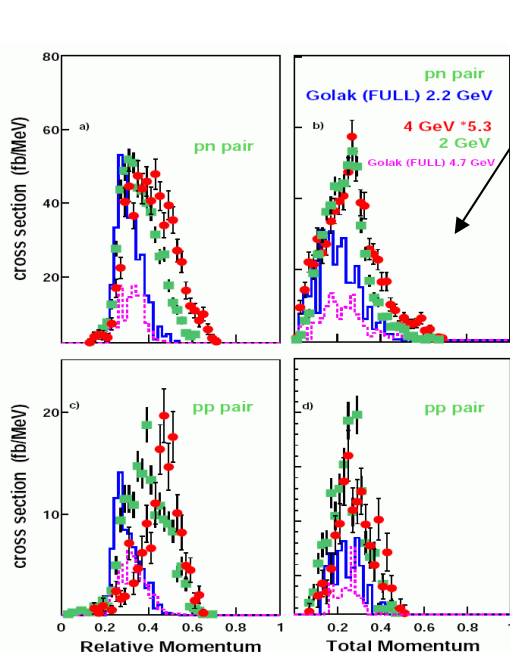 80
60
40
20
cross section (fb/MeV)
a)
pn pair
pn pair
Golak (FULL) 2.2 GeV
b)
4 GeV *5.3
2 GeV
Golak (FULL) 4.7 GeV
20
10
cross section (fb/MeV)
c)
pp pair
d)
pp pair
0 0.2 0.4 0.6 0.8 1
0.2 0.4 0.6 0.8 1
Relative Momentum
Total Momentum